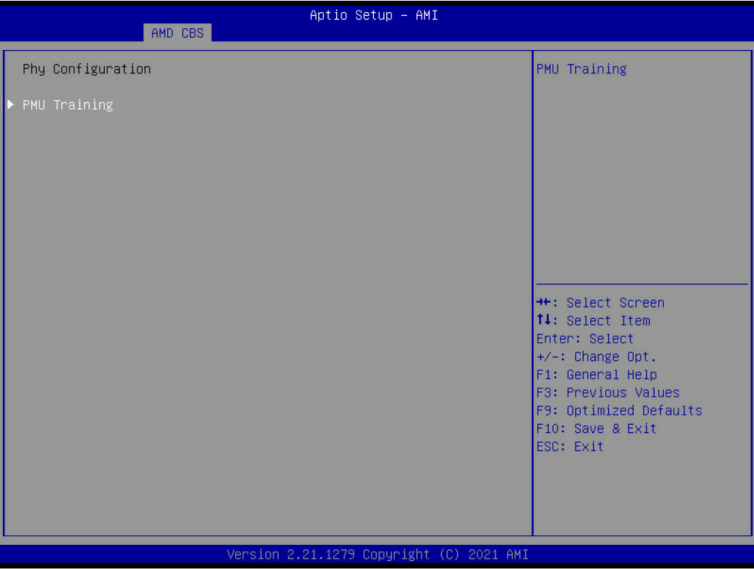 Aptio Setup – AMI
AMD CBS
Phy Configuration
PMU Training
PMU Training
→←: Select Screen
↑↓: Select Item
Enter: Select
+/-: Change Opt.
F1: General Help
F3: Previous Values
F9: Optimized Defaults
F10: Save & Exit
ESC: Exit
Version 2.21.1279 Copyright (C) 2021 AMI